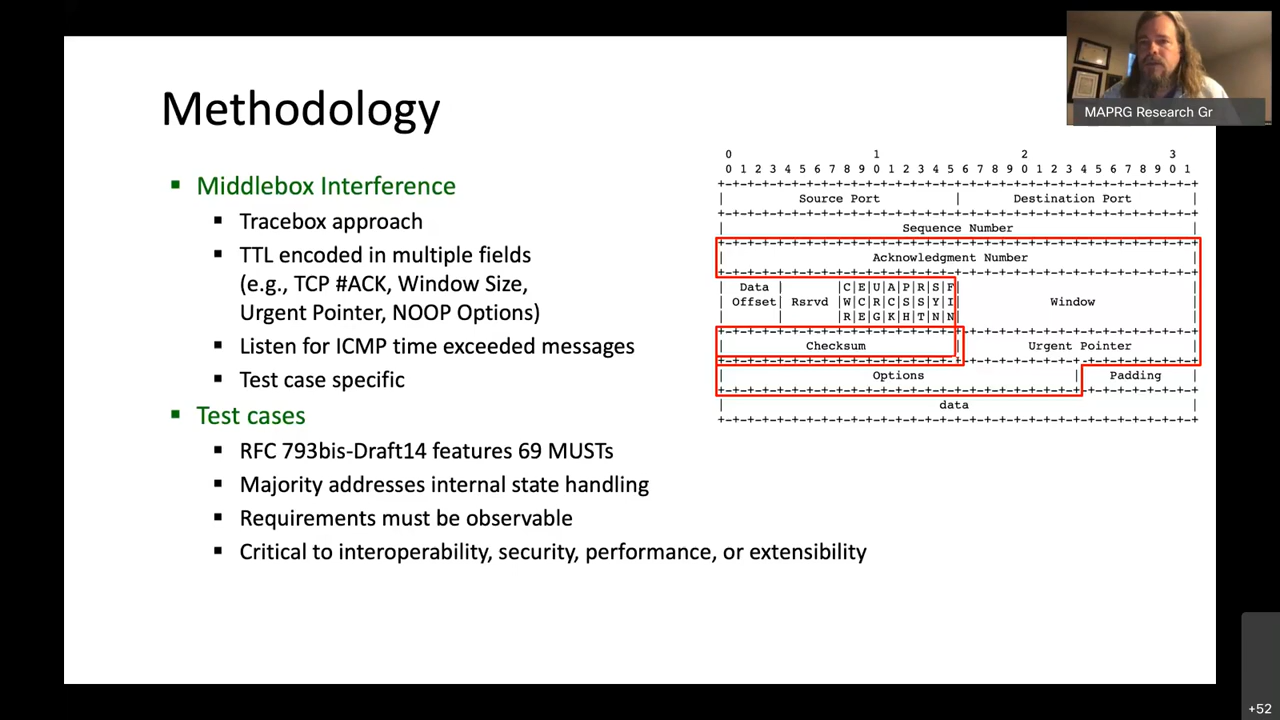 Methodology
▪ Middlebox Interference
▪ Tracebox approach
▪ TTL encoded in multiple fields
(e.g., TCP #ACK, Window Size,
Urgent Pointer, NOOP Options)
▪ Listen for ICMP time exceeded messages
▪ Test case specific
▪ Test cases
▪ RFC 793bis-Draft14 features 69 MUSTs
▪ Majority addresses internal state handling
▪ Requirements must be observable
▪ Critical to interoperability, security, performance, or extensibility
MAPRG Research Gr
0 1 2 3
0 1 2 3 4 5 6 7 8 9 0 1 2 3 4 5 6 7 8 9 0 1 2 3 4 5 6 7 8 9 0 1
+-+-+-+-+-+-+-+-+-+-+-+-+-+-+-+-+-+-+-+-+-+-+-+-+-+-+-+-+-+-+-+-+
| Source Port | Destination Port |
+-+-+-+-+-+-+-+-+-+-+-+-+-+-+-+-+-+-+-+-+-+-+-+-+-+-+-+-+-+-+-+-+
| Sequence Number |
+-+-+-+-+-+-+-+-+-+-+-+-+-+-+-+-+-+-+-+-+-+-+-+-+-+-+-+-+-+-+-+-+
| Acknowledgment Number |
+-+-+-+-+-+-+-+-+-+-+-+-+-+-+-+-+-+-+-+-+-+-+-+-+-+-+-+-+-+-+-+-+
| Data | |C|E|U|A|P|R|S|F| |
| Offset| Rsrvd |W|C|R|C|S|S|Y|I| Window |
| | |R|E|G|K|H|T|N|N| |
+-+-+-+-+-+-+-+-+-+-+-+-+-+-+-+-+-+-+-+-+-+-+-+-+-+-+-+-+-+-+-+-+
| Checksum | Urgent Pointer |
+-+-+-+-+-+-+-+-+-+-+-+-+-+-+-+-+-+-+-+-+-+-+-+-+-+-+-+-+-+-+-+-+
| Options | Padding |
+-+-+-+-+-+-+-+-+-+-+-+-+-+-+-+-+-+-+-+-+-+-+-+-+-+-+-+-+-+-+-+-+
| data |
+-+-+-+-+-+-+-+-+-+-+-+-+-+-+-+-+-+-+-+-+-+-+-+-+-+-+-+-+-+-+-+-+
+52